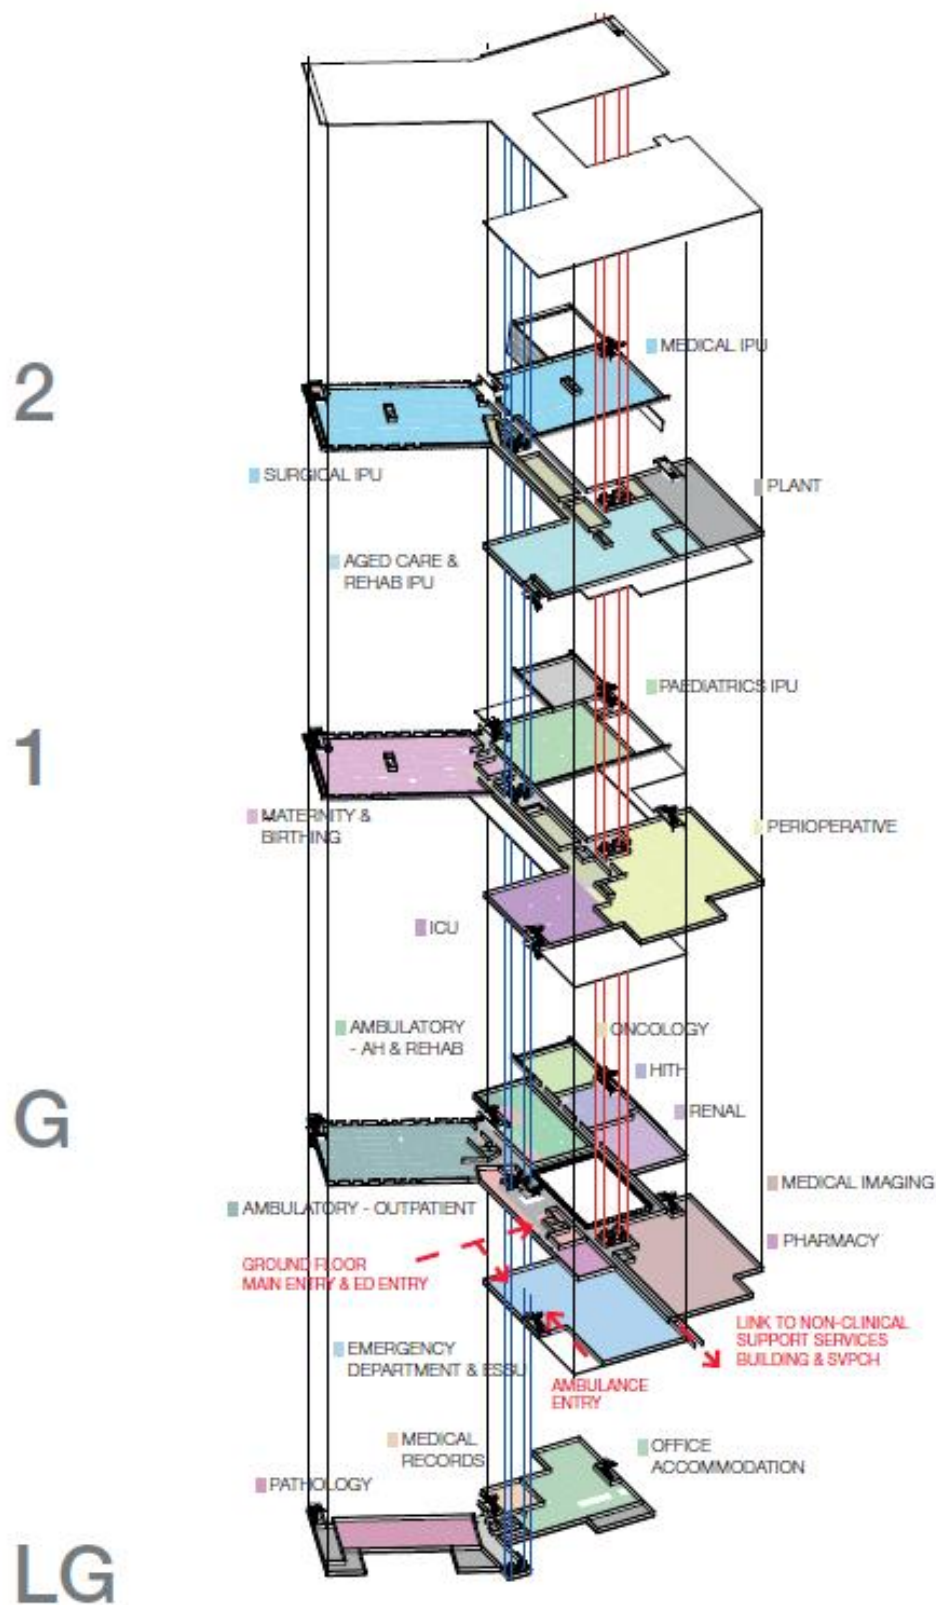 2
MEDICAL IPU
SURGICAL IPU
PLANT
AGED CARE &
REHAB IPU
1
PAEDIATRICS IPU
MATERNITY &
BIRTHING
PERIOPERATIVE
ICU
G
AMBULATORY
- AH & REHAB
ONCOLOGY
HITH
RENAL
MEDICAL IMAGING
AMBULATORY - OUTPATIENT
PHARMACY
GROUND FLOOR
MAIN ENTRY & ED ENTRY
LINK TO NON-CLINICAL
SUPPORT SERVICES
BUILDING & SVPCH
EMERGENCY
DEPARTMENT & ESSU
AMBULANCE
ENTRY
MEDICAL
RECORDS
OFFICE
ACCOMMODATION
PATHOLOGY
LG